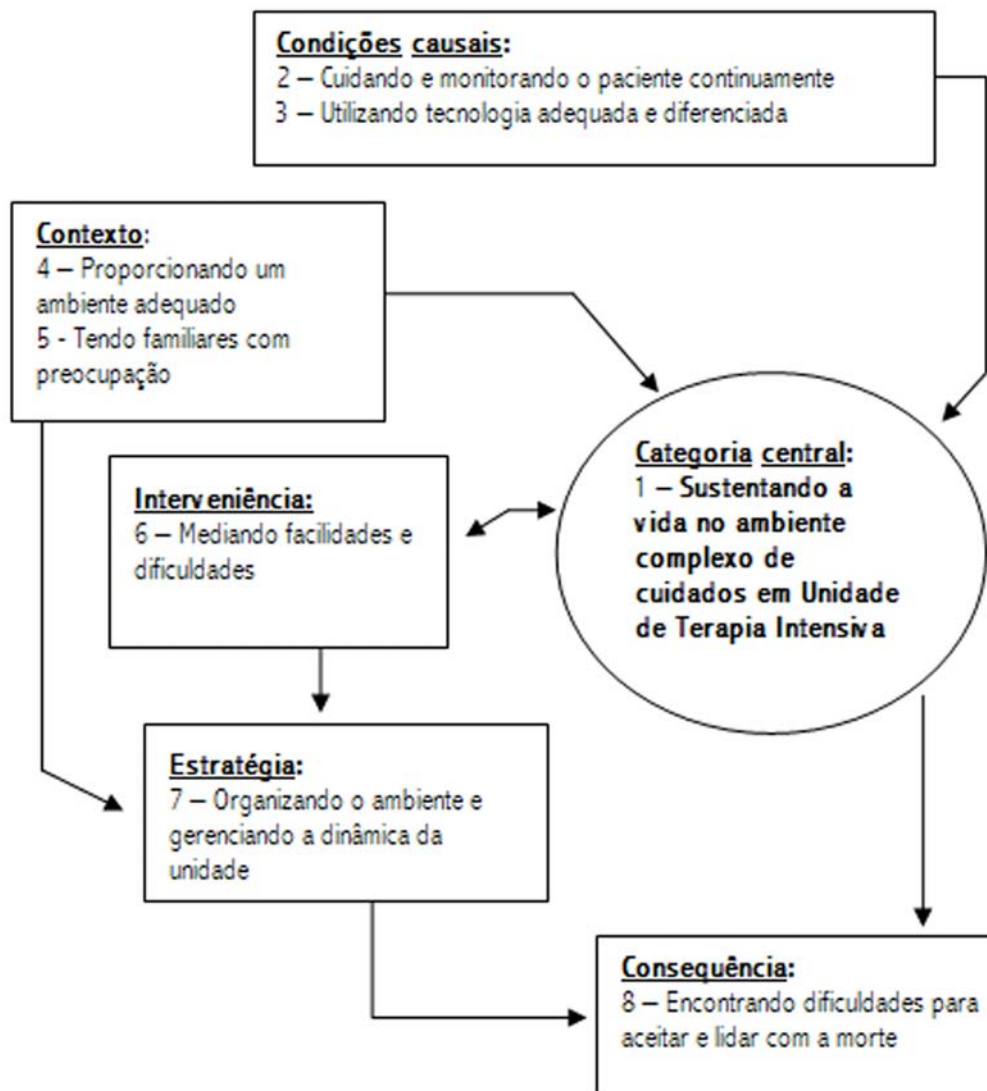 Condições causais:
2 – Cuidando e monitorando o paciente continuamente
3 – Utilizando tecnologia adequada e diferenciada
Contexto:
4 – Proporcionando um
ambiente adequado
5 - Tendo familiares com
preocupação
Interveniência:
6 – Mediando facilidades e
dificuldades
Categoria central:
1 – Sustentando a
vida no ambiente
complexo de
cuidados em Unidade
de Terapia Intensiva
Estratégia:
7 – Organizando o ambiente e
gerenciando a dinâmica da
unidade
Consequência:
8 – Encontrando dificuldades para
aceitar e lidar com a morte